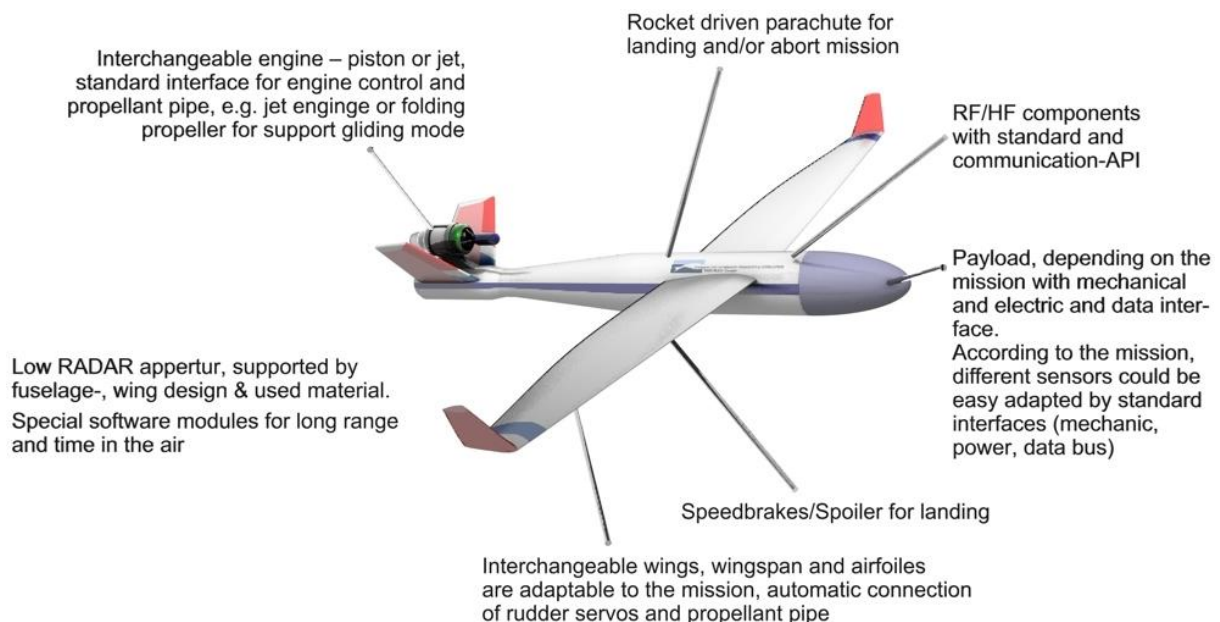 Rocket driven parachute for
landing and/or abort mission
Interchangeable engine – piston or jet,
standard interface for engine control and
propellant pipe, e.g. jet enginge or folding
propeller for support gliding mode
RF/HF components
with standard and
communication-API
Payload, depending on the
mission with mechanical
and electric and data inter-
face.
According to the mission,
different sensors could be
easy adapted by standard
interfaces (mechanic,
power, data bus)
Low RADAR appertur, supported by
fuselage-, wing design & used material.
Special software modules for long range
and time in the air
Speedbrakes/Spoiler for landing
Interchangeable wings, wingspan and airfoiles
are adaptable to the mission, automatic connection
of rudder servos and propellant pipe